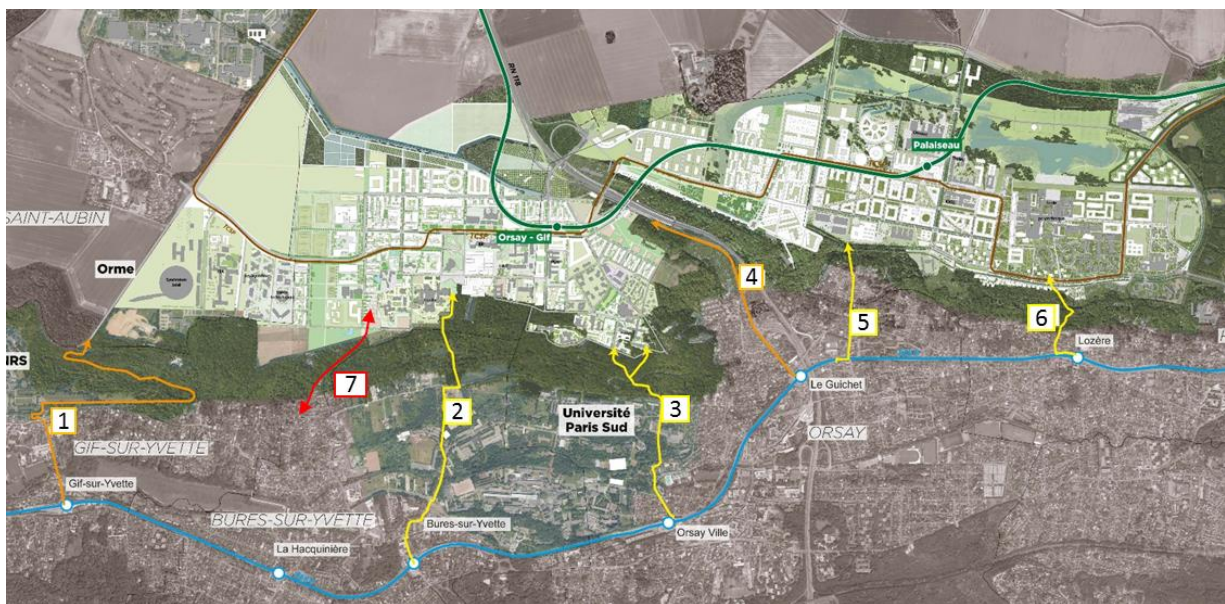 RN 118
Palaiseau
SAINT-AUBIN
TCSP
Orsay - Gif
Orme
4
5
6
Lozère
NRS
7
Le Guichet
1
2
3
Université
Paris Sud
ORSAY
GIF-SUR-YVETTE
Gif-sur-Yvette
BURES-SUR-YVETTE
Bures-sur-Yvette
Orsay Ville
La Hacquinière